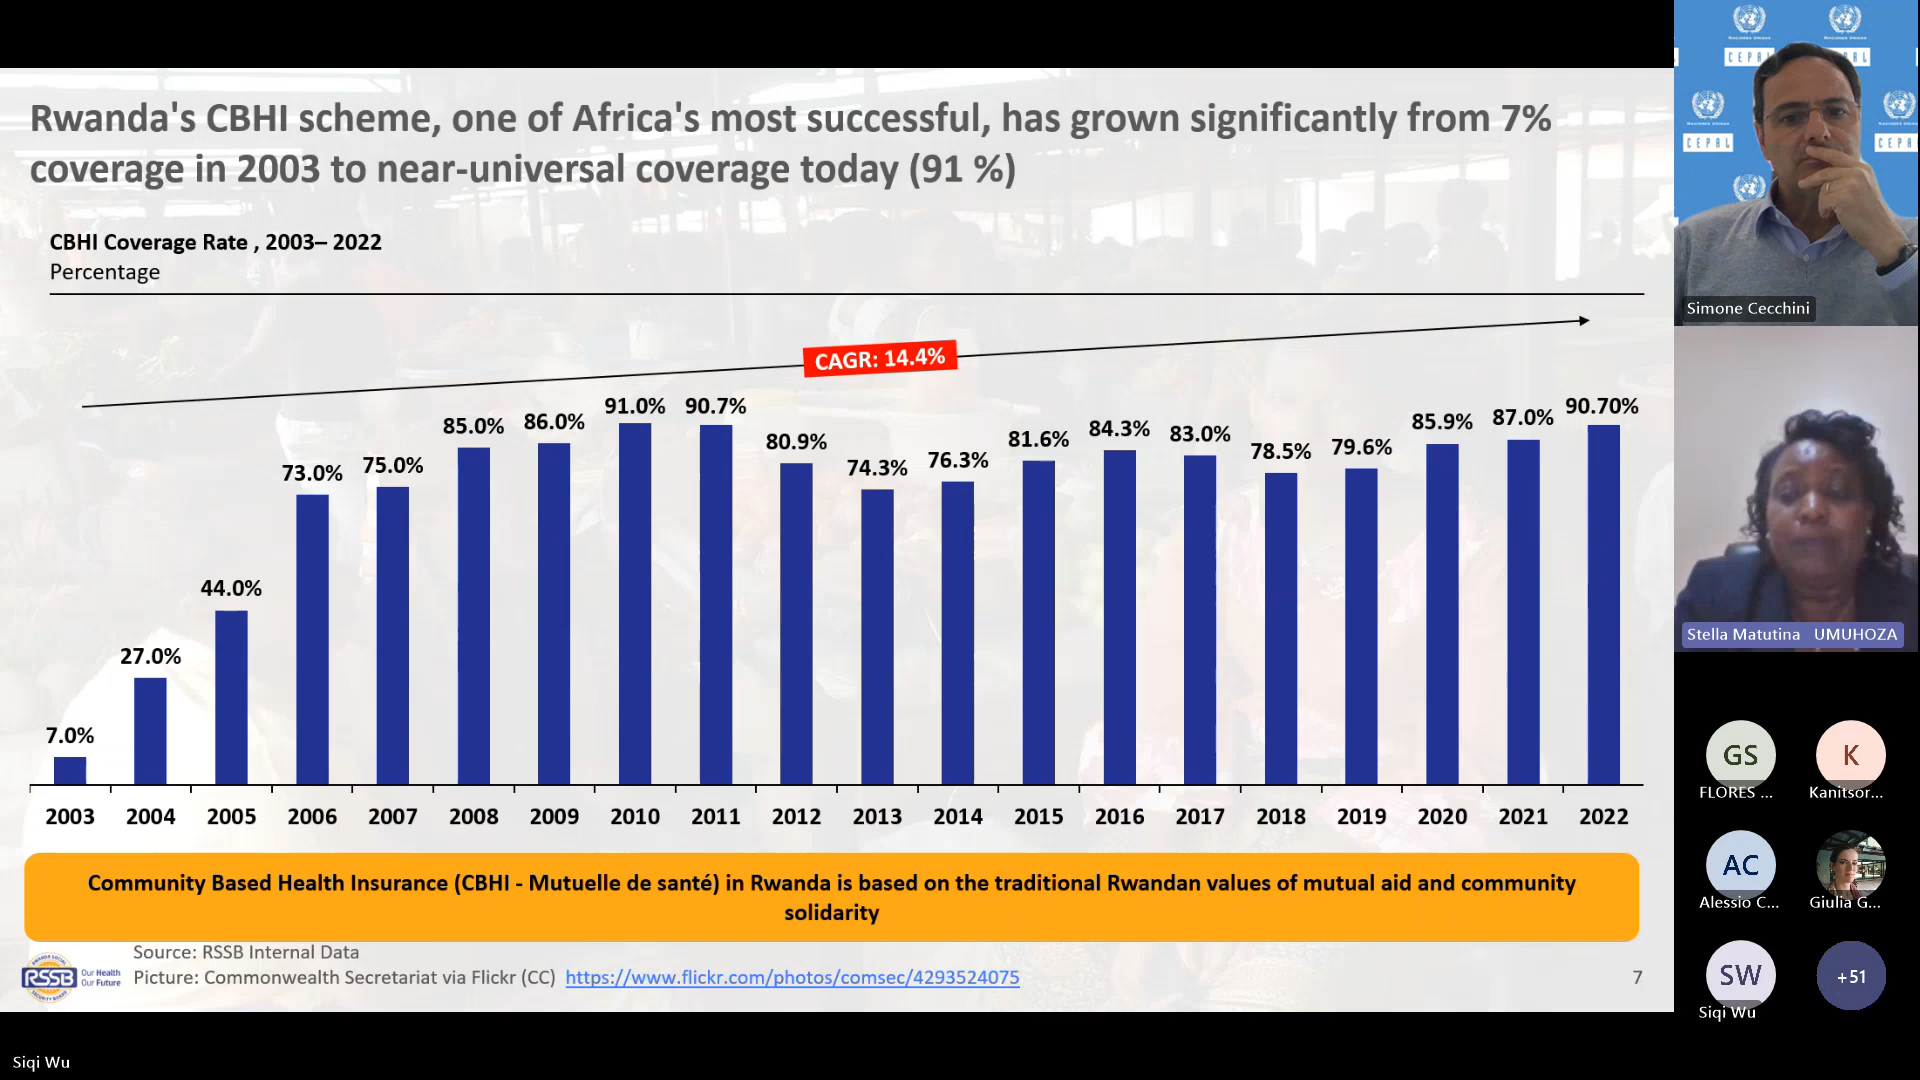 Rwanda's CBHI scheme, one of Africa's most successful, has grown significantly from 7%
coverage in 2003 to near-universal coverage today (91 %)
CBHI Coverage Rate , 2003– 2022
Percentage
CAGR: 14.4%
7.0%
27.0%
44.0%
73.0%
75.0%
85.0%
86.0%
91.0%
90.7%
80.9%
74.3%
76.3%
81.6%
84.3%
83.0%
78.5%
79.6%
85.9%
87.0%
90.70%
2003 2004 2005 2006 2007 2008 2009 2010 2011 2012 2013 2014 2015 2016 2017 2018 2019 2020 2021 2022
Community Based Health Insurance (CBHI - Mutuelle de santé) in Rwanda is based on the traditional Rwandan values of mutual aid and community
solidarity
Source: RSSB Internal Data
Picture: Commonwealth Secretariat via Flickr (CC) https://www.flickr.com/photos/comsec/4293524075
RSSB
Our Health
Our Future
7
Siqi Wu
CEPAL
Simone Cecchini
Stella Matutina UMUHOZA
GS
FLORES ...
K
Kanitsor...
AC
Alessio C...
Giulia G...
SW
Siqi Wu
+51